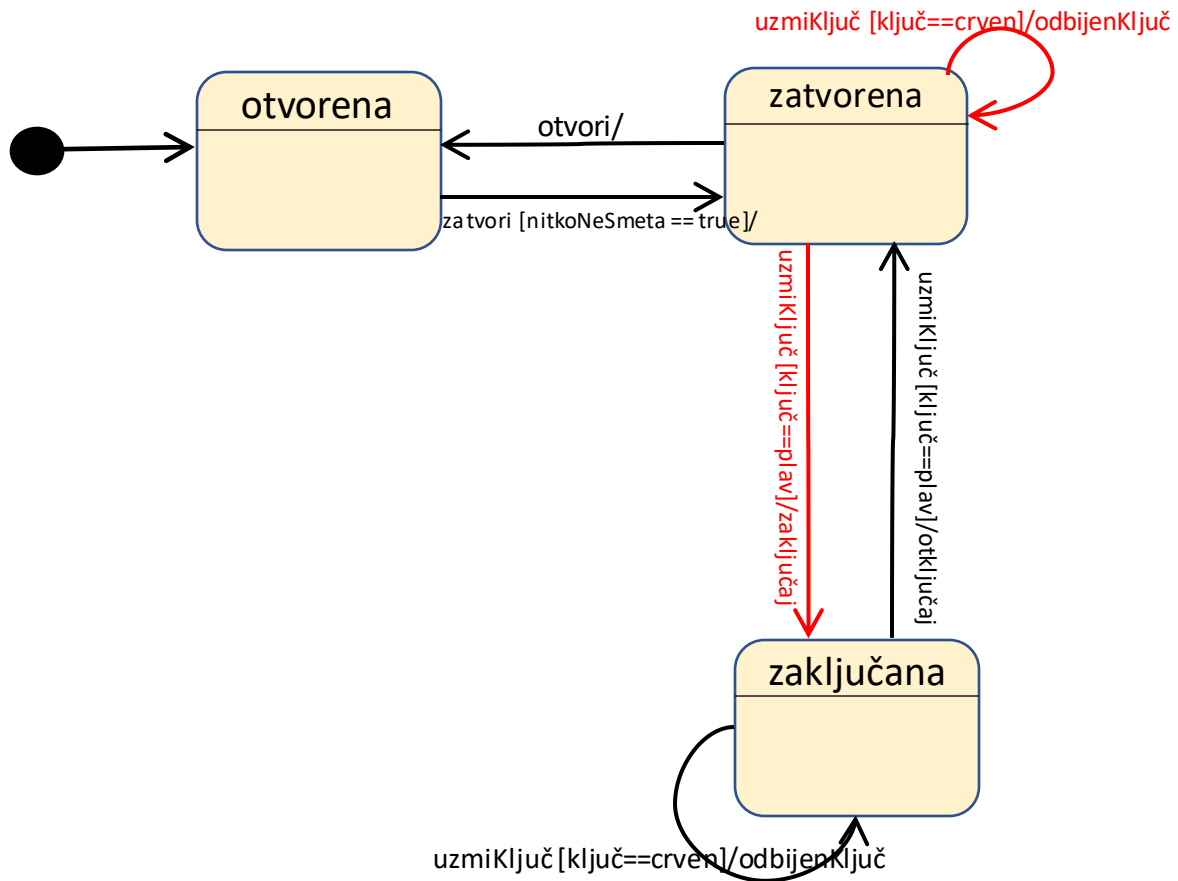 uzmiKljuč [ključ==crven]/odbijenKljuč
otvorena
zatvorena
otvori/
zatvori [nitkoNeSmeta == true]/
uzmiKljuč [ključ==plav]/zaključaj
uzmiKljuč [ključ==plav]/otključaj
zaključana
uzmiKljuč [ključ==crven]/odbijenKljuč